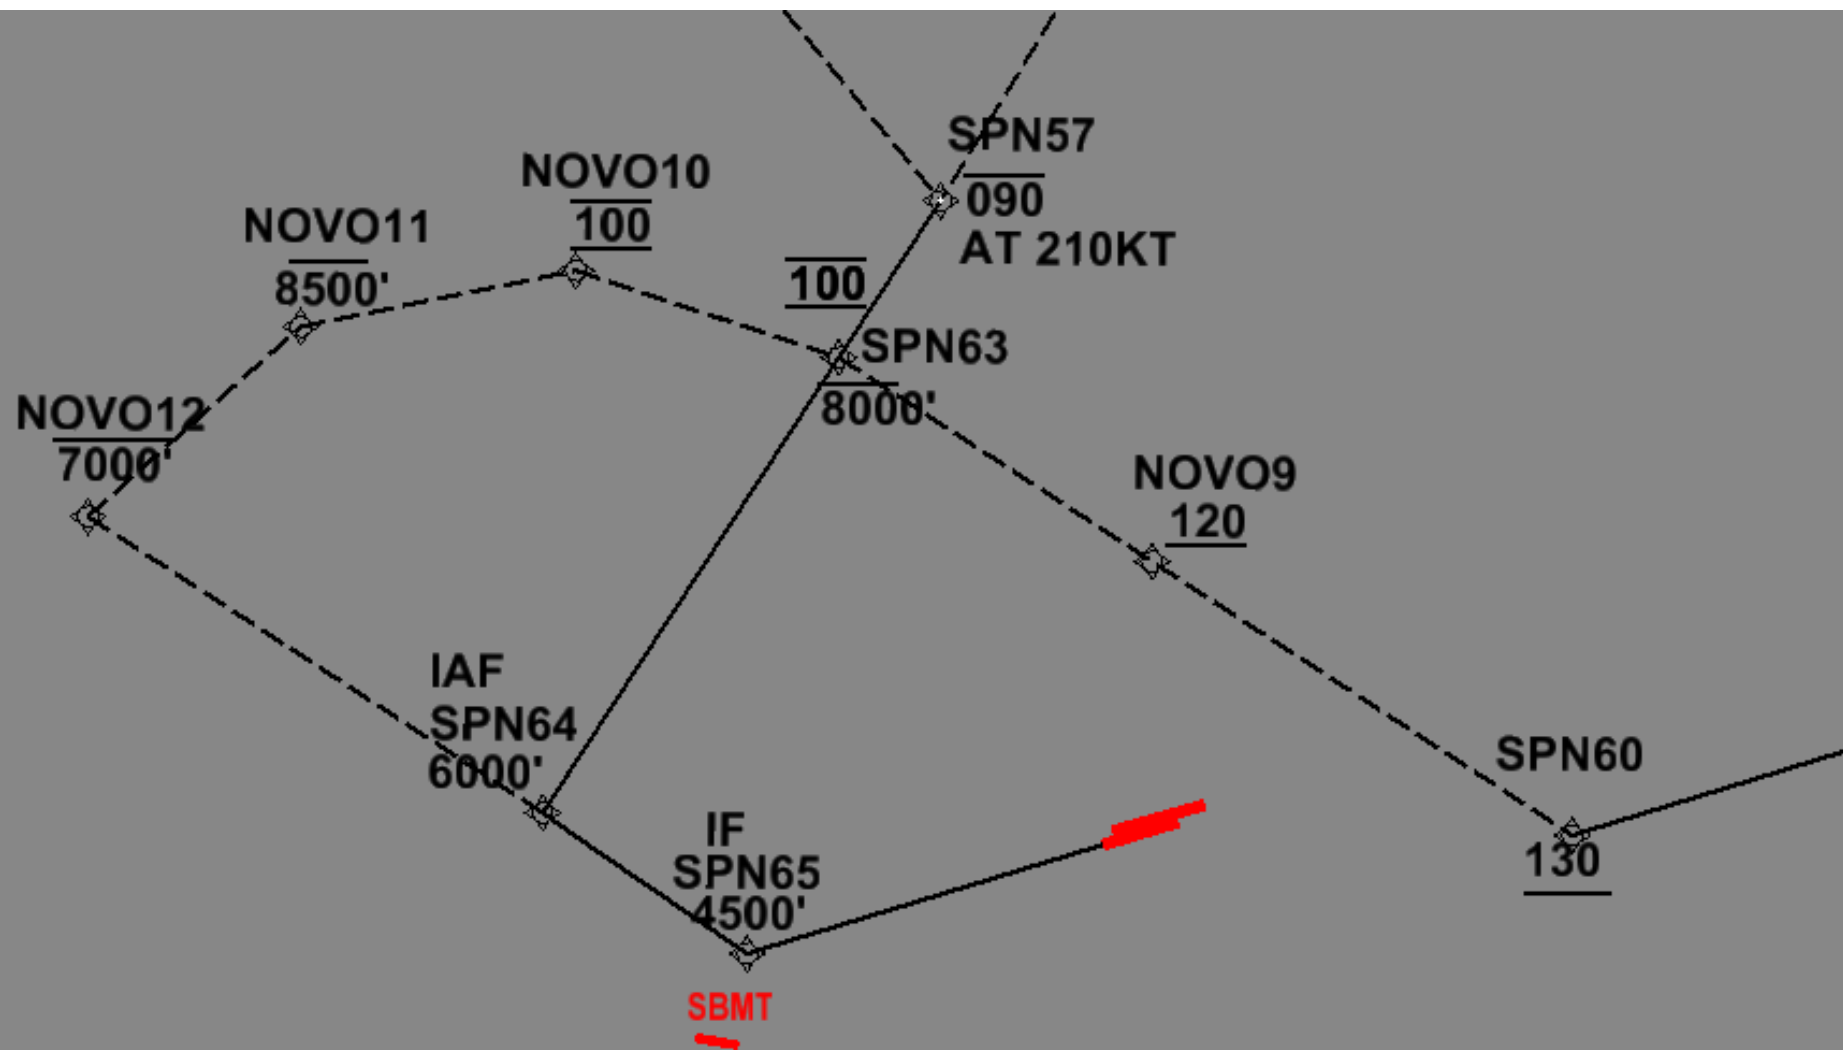 SPN57
090
AT 210KT
NOVO10
100
NOVO11
8500'
100
SPN63
8000'
NOVO12
7000'
NOVO9
120
IAF
SPN64
6000'
SPN60
130
IF
SPN65
4500'
SBMT